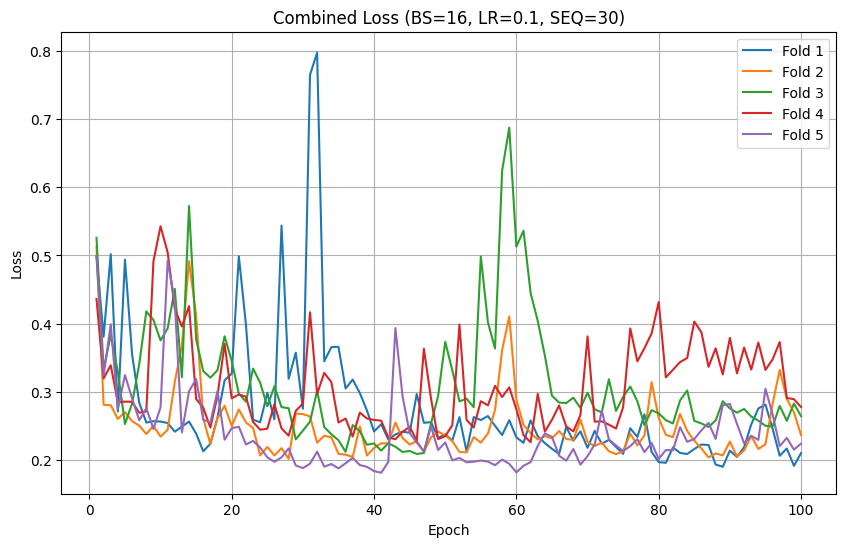 Combined Loss (BS=16, LR=0.1, SEQ=30)
Fold 1
Fold 2
Fold 3
Fold 4
Fold 5
Loss
0.8
0.7
0.6
0.5
0.4
0.3
0.2
0 20 40 60 80 100
Epoch